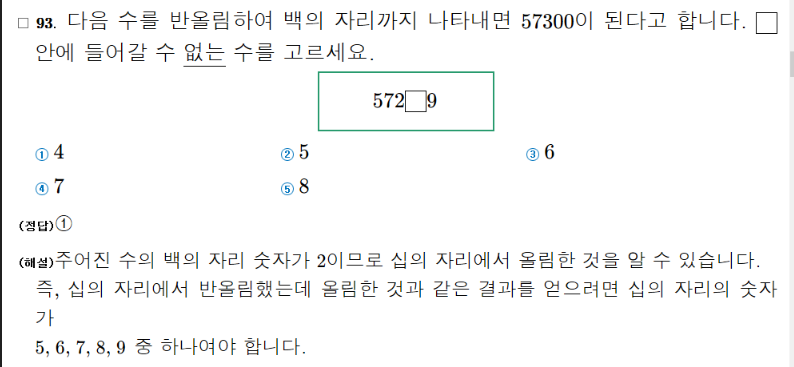 □ 93. 다음 수를 반올림하여 백의 자리까지 나타내면 57300이 된다고 합니다. □
안에 들어갈 수 없는 수를 고르세요.
572□9
① 4 ② 5 ③ 6
④ 7 ⑤ 8
(정답)①
(해설)주어진 수의 백의 자리 숫자가 2이므로 십의 자리에서 올림한 것을 알 수 있습니다.
즉, 십의 자리에서 반올림했는데 올림한 것과 같은 결과를 얻으려면 십의 자리의 숫자
가
5, 6, 7, 8, 9 중 하나여야 합니다.